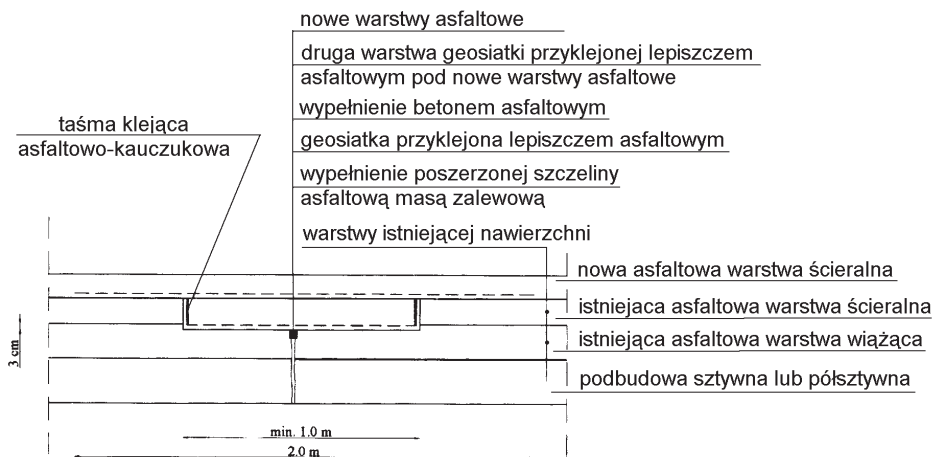 nowe warstwy asfaltowe
druga warstwa geosiatki przyklejonej lepiszczem
asfaltowym pod nowe warstwy asfaltowe
wypełnienie betonem asfaltowym
taśma klejąca
asfaltowo-kauczukowa
geosiatka przyklejona lepiszczem asfaltowym
wypełnienie poszerzonej szczeliny
asfaltową masą zalewową
warstwy istniejącej nawierzchni
nowa asfaltowa warstwa ścieralna
istniejaca asfaltowa warstwa ścieralna
istniejąca asfaltowa warstwa wiążąca
3 cm
podbudowa sztywna lub półsztywna
min. 1.0 m
2.0 m